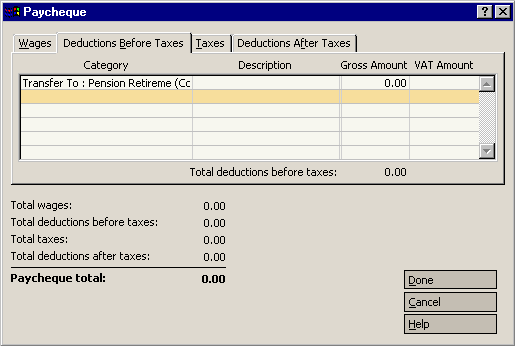 Paycheque
Wages Deductions Before Taxes Taxes Deductions After Taxes
Category Description Gross Amount VAT Amount
Transfer To : Pension Retireme (Cc 0.00
Total deductions before taxes: 0.00
Total wages: 0.00
Total deductions before taxes: 0.00
Total taxes: 0.00
Total deductions after taxes: 0.00
Paycheque total: 0.00
Done
Cancel
Help